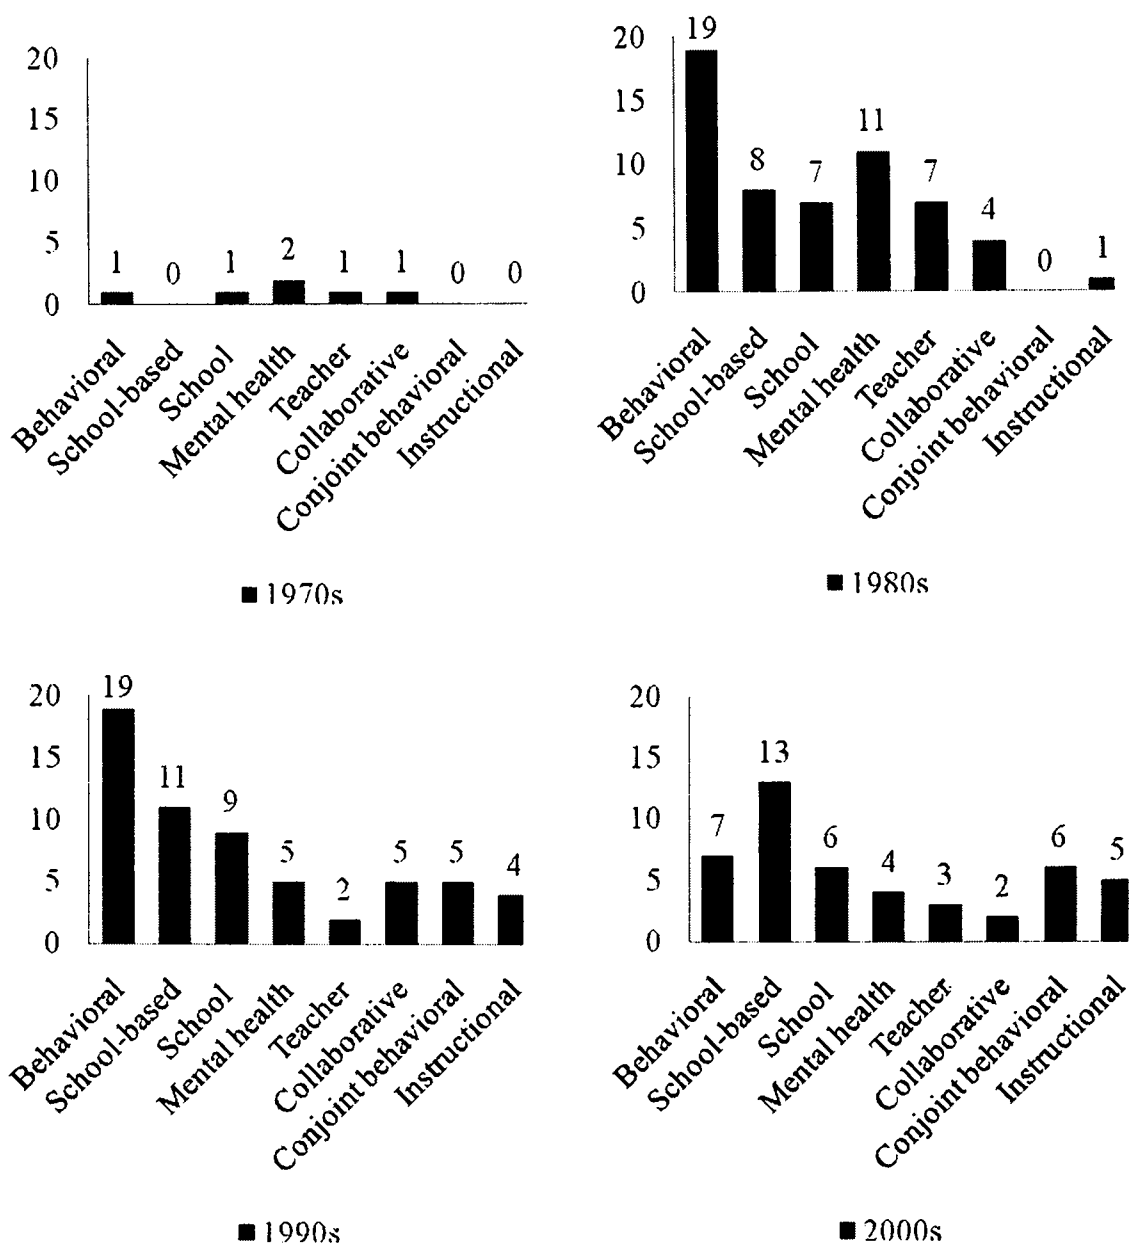 20
15
10
5
0
1
0
1
2
1
1
0
0
Behavioral
School-based
School
Mental health
Teacher
Collaborative
Conjoint behavioral
Instructional
1970s
20
15
10
5
0
19
8
7
11
7
4
0
1
Behavioral
School-based
School
Mental health
Teacher
Collaborative
Conjoint behavioral
Instructional
1980s
20
15
10
5
0
19
11
9
5
2
5
5
4
Behavioral
School-based
School
Mental health
Teacher
Collaborative
Conjoint behavioral
Instructional
1990s
20
15
10
5
0
7
13
6
4
3
2
6
5
Behavioral
School-based
School
Mental health
Teacher
Collaborative
Conjoint behavioral
Instructional
2000s